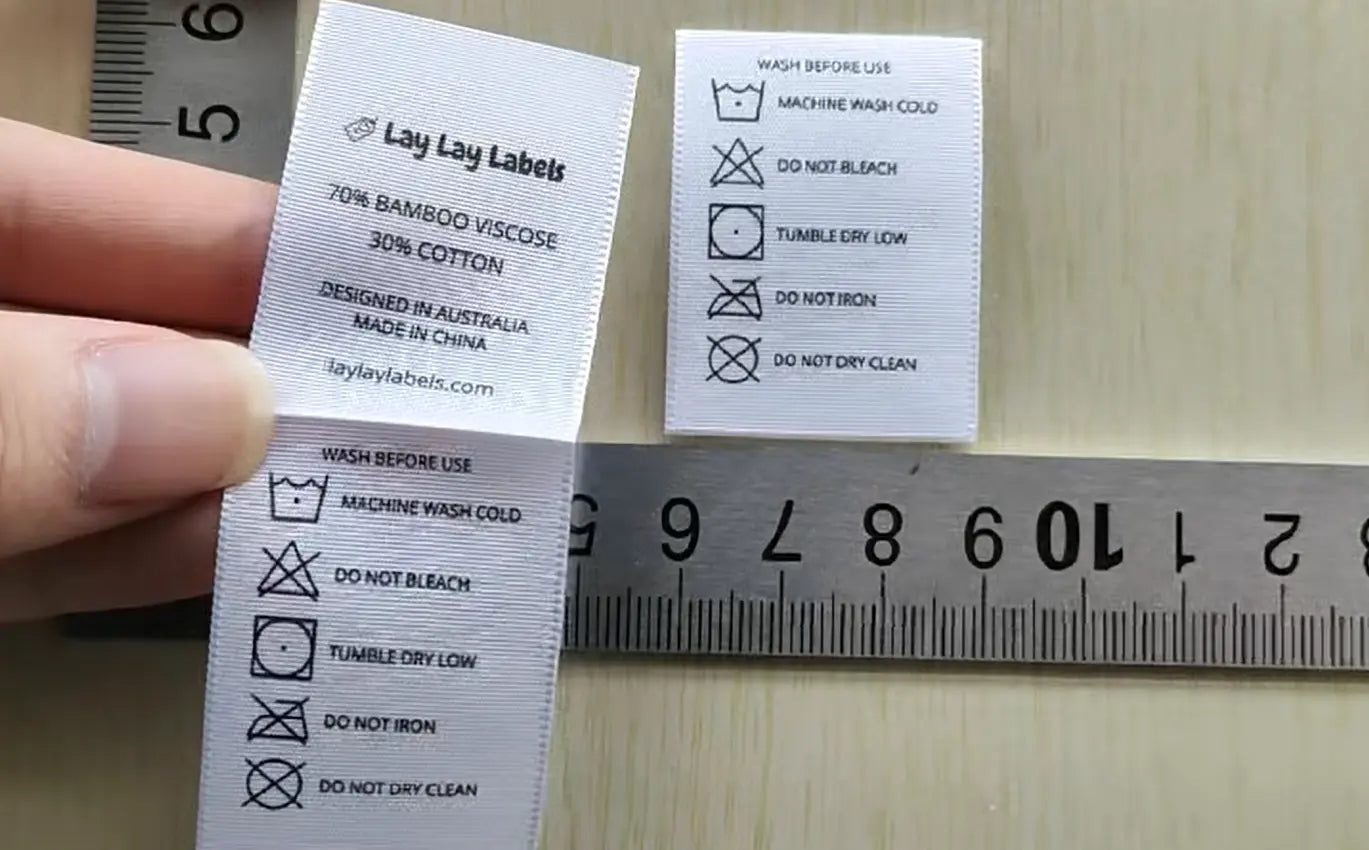 6
5
Lay Lay Labels
70% BAMBOO VISCOSE
30% COTTON
DESIGNED IN AUSTRALIA
MADE IN CHINA
laylaylabels.com
WASH BEFORE USE
MACHINE WASH COLD
DO NOT BLEACH
TUMBLE DRY LOW
DO NOT IRON
DO NOT DRY CLEAN
WASH BEFORE USE
MACHINE WASH COLD
DO NOT BLEACH
TUMBLE DRY LOW
DO NOT IRON
DO NOT DRY CLEAN
5 6 7 8 9 10 1 2 3